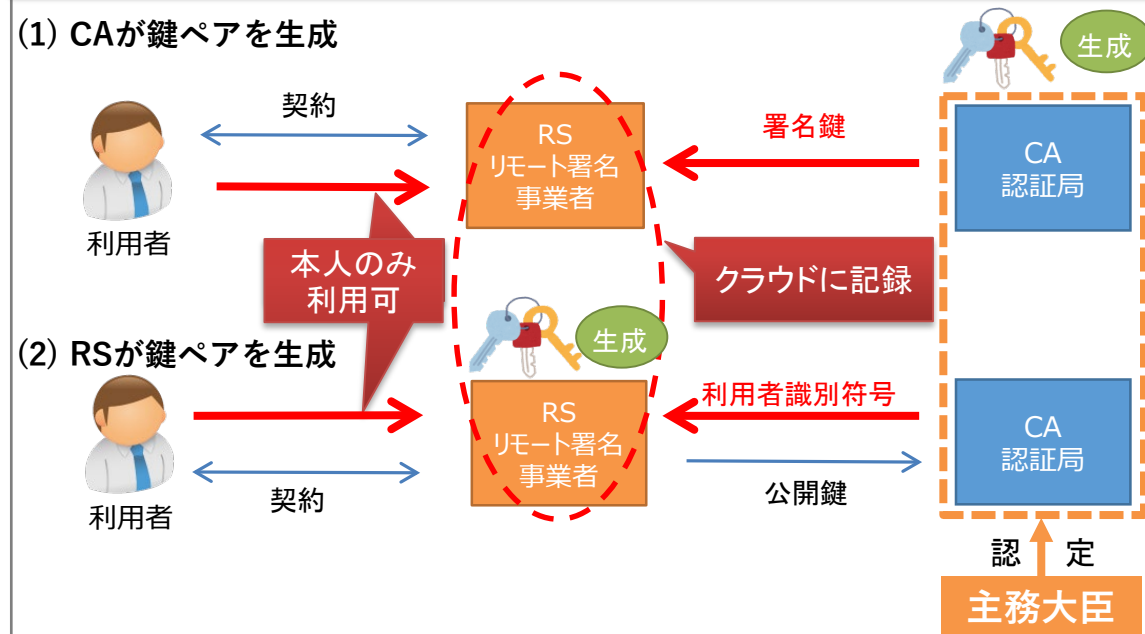 (1) CAが鍵ペアを生成
生成
契約
RS
リモート署名
事業者
署名鍵
CA
認証局
利用者
本人のみ
利用可
クラウドに記録
生成
(2) RSが鍵ペアを生成
RS
リモート署名
事業者
利用者識別符号
CA
認証局
契約
公開鍵
利用者
認 定
主務大臣